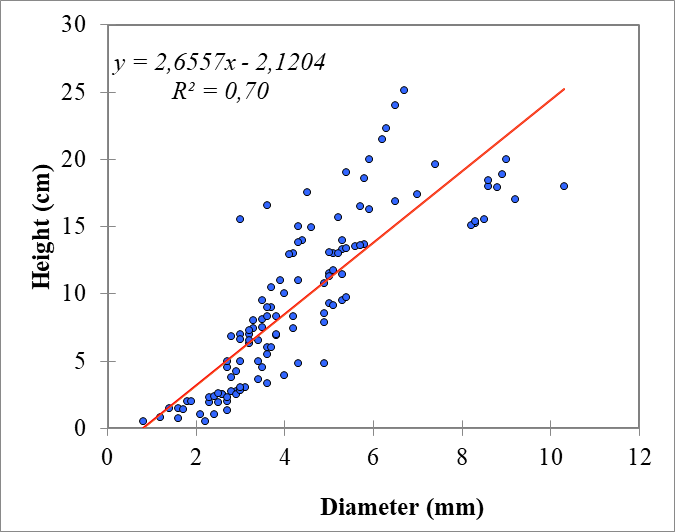 30
y = 2,6557x - 2,1204
R² = 0,70
25
20
15
10
5
0
Height (cm)
0 2 4 6 8 10 12
Diameter (mm)